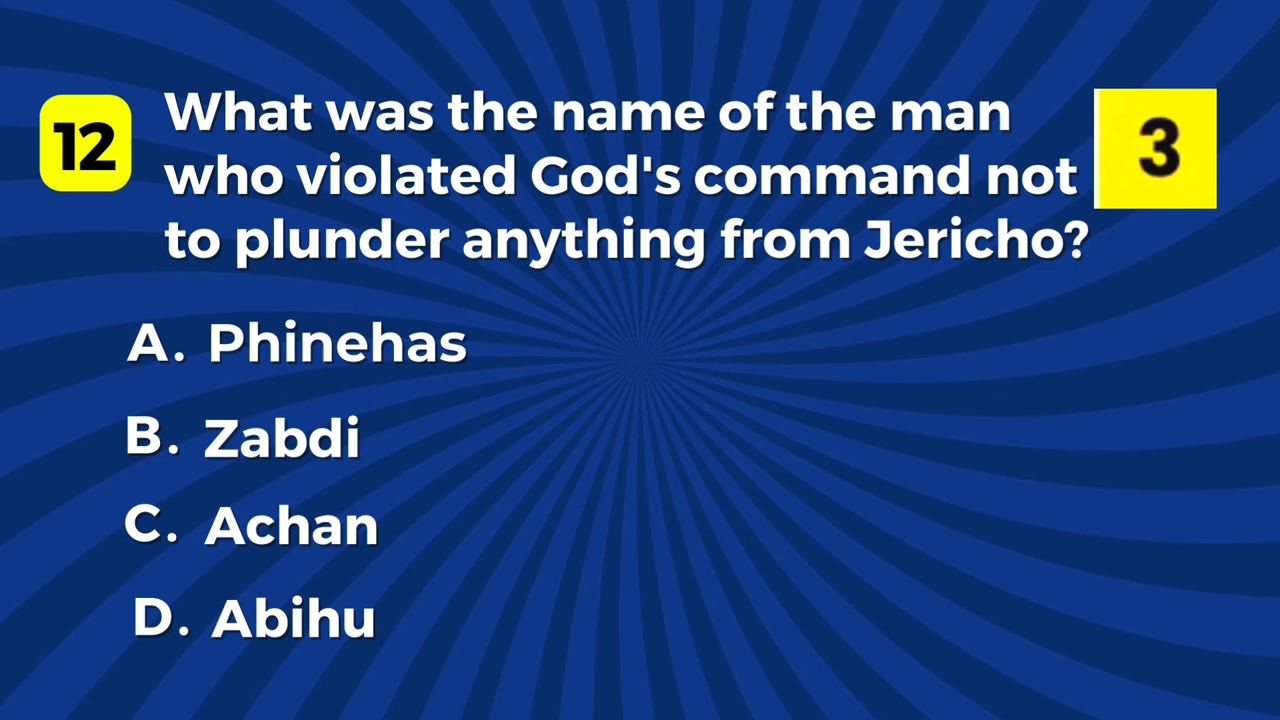 12
What was the name of the man
who violated God's command not
to plunder anything from Jericho?
3
A. Phinehas
B. Zabdi
C. Achan
D. Abihu